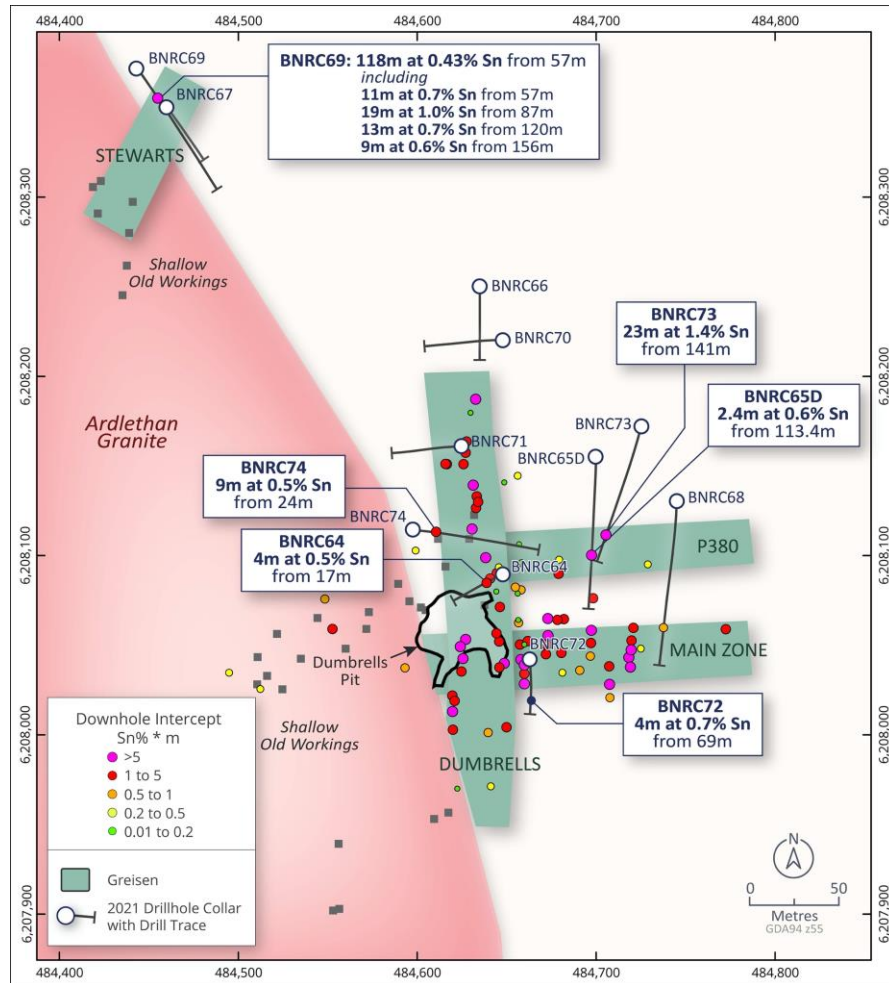 484,400
484,500
484,600
484,700
484,800
6,208,300
6,208,200
6,208,100
6,208,000
6,207,900
6,208,300
6,208,200
6,208,100
6,208,000
6,207,900
BNRC69
BNRC67
STEWARTS
BNRC69: 118m at 0.43% Sn from 57m
including
11m at 0.7% Sn from 57m
19m at 1.0% Sn from 87m
13m at 0.7% Sn from 120m
9m at 0.6% Sn from 156m
Shallow
Old Workings
BNRC66
BNRC70
BNRC73
23m at 1.4% Sn
from 141m
BNRC65D
2.4m at 0.6% Sn
from 113.4m
Ardlethan
Granite
BNRC71
BNRC73
BNRC65D
BNRC68
BNRC74
9m at 0.5% Sn
from 24m
BNRC74
BNRC64
4m at 0.5% Sn
from 17m
BNRC64
P380
Dumbrells
Pit
BNRC72
MAIN ZONE
BNRC72
4m at 0.7% Sn
from 69m
Shallow
Old Workings
DUMBRELLS
Downhole Intercept
Sn% * m
>5
1 to 5
0.5 to 1
0.2 to 0.5
0.01 to 0.2
Greisen
2021 Drillhole Collar
with Drill Trace
N
0 50
Metres
GDA94 z55
484,400
484,500
484,600
484,700
484,800